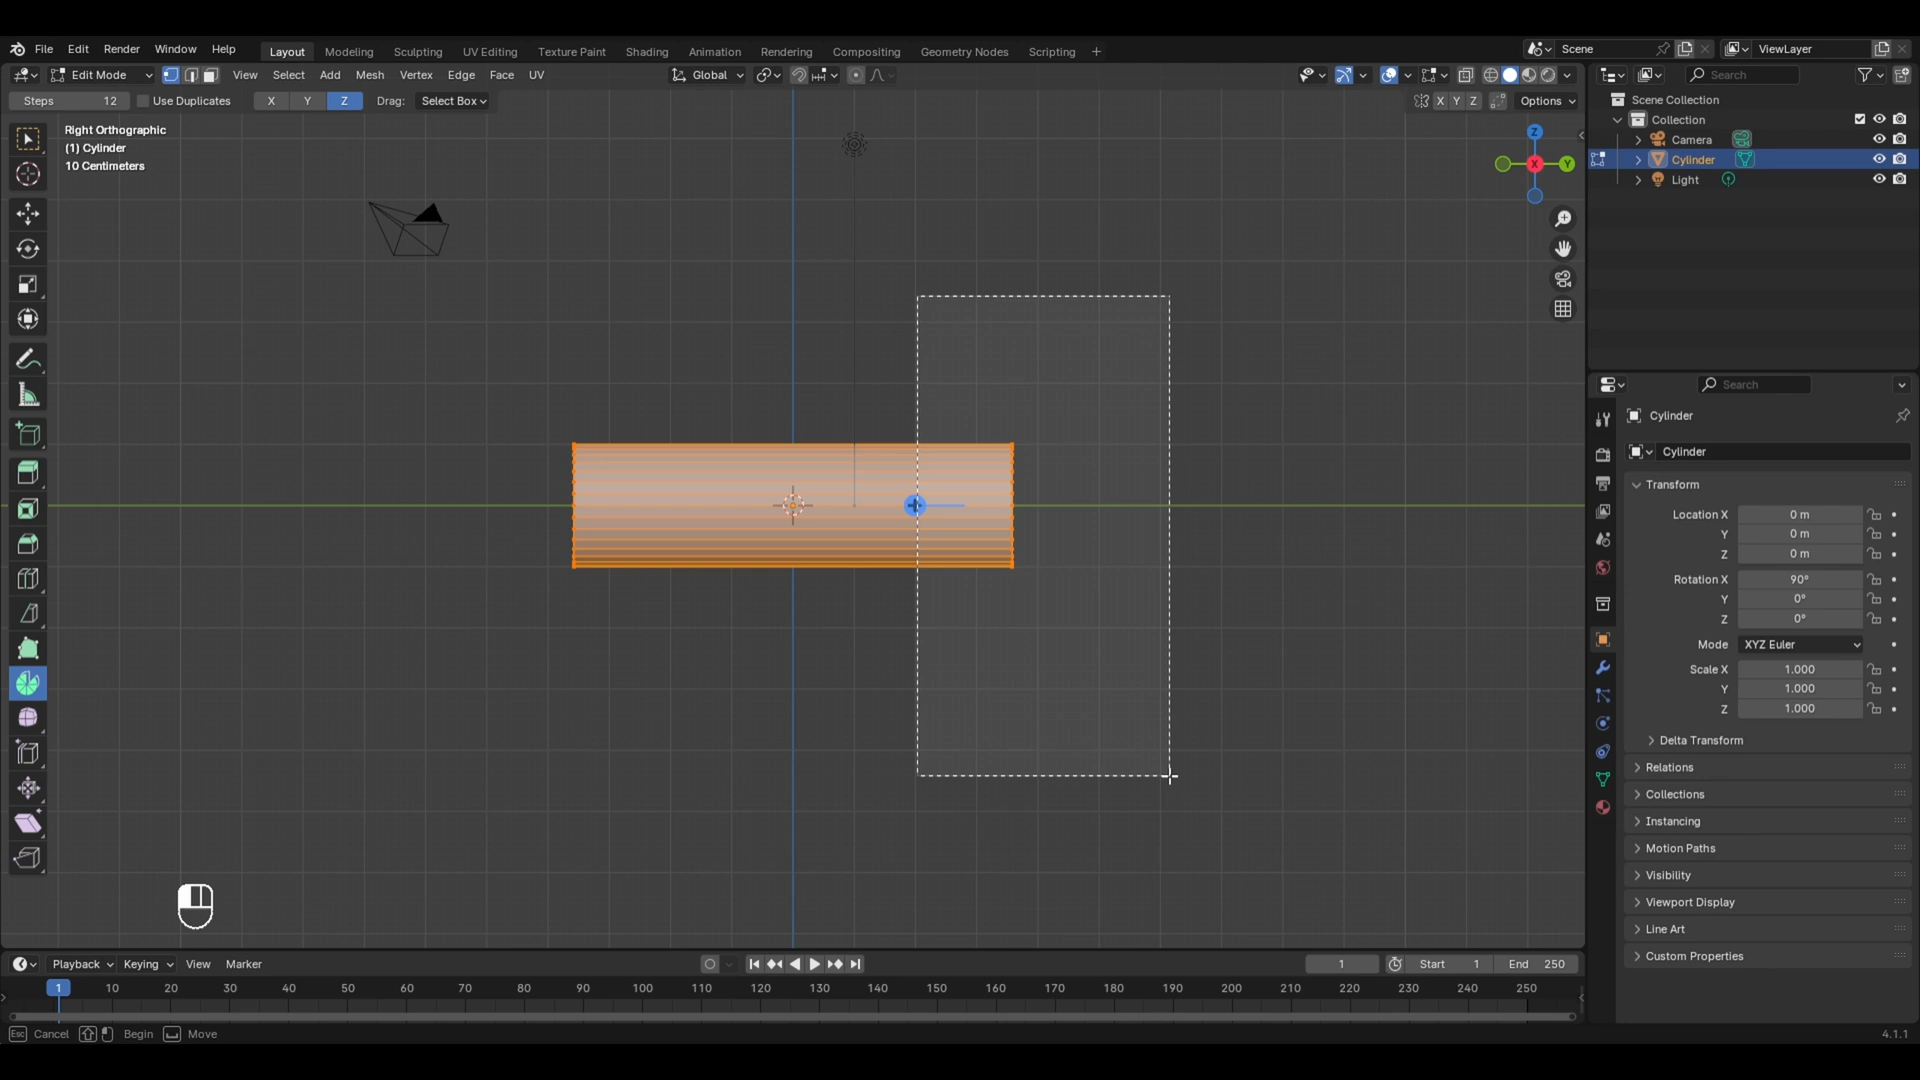 File Edit Render Window Help Layout Modeling Sculpting UV Editing Texture Paint Shading Animation Rendering Compositing Geometry Nodes Scripting + Scene ViewLayer
Edit Mode View Select Add Mesh Vertex Edge Face UV Global Search
Steps 12 Use Duplicates X Y Z Drag: Select Box X Y Z Options
Right Orthographic
(1) Cylinder
10 Centimeters
Z
X
Y
Scene Collection
Collection
Camera
Cylinder
Light
Search
Cylinder
Cylinder
Transform
Location X 0 m
Y 0 m
Z 0 m
Rotation X 90°
Y 0°
Z 0°
Mode XYZ Euler
Scale X 1.000
Y 1.000
Z 1.000
Delta Transform
Relations
Collections
Instancing
Motion Paths
Visibility
Viewport Display
Line Art
Custom Properties
Playback Keying View Marker 1 Start 1 End 250
1 10 20 30 40 50 60 70 80 90 100 110 120 130 140 150 160 170 180 190 200 210 220 230 240 250
Esc Cancel Begin Move 4.1.1